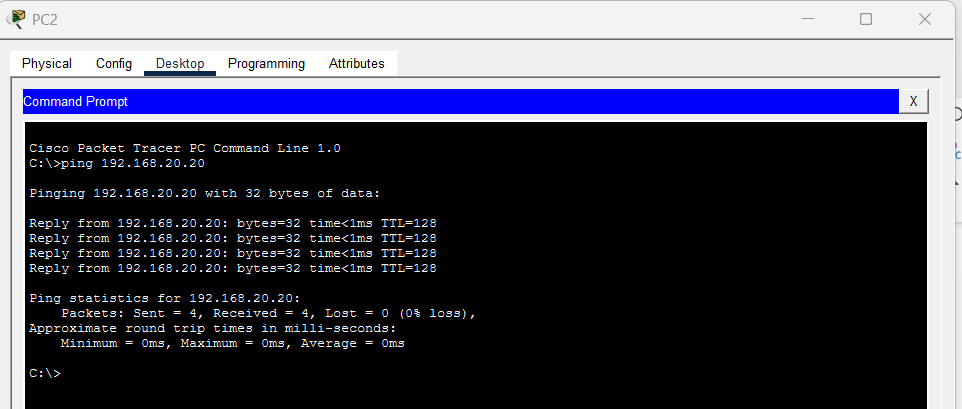 PC2
Physical Config Desktop Programming Attributes
Command Prompt X
Cisco Packet Tracer PC Command Line 1.0
C:\>ping 192.168.20.20
Pinging 192.168.20.20 with 32 bytes of data:
Reply from 192.168.20.20: bytes=32 time<1ms TTL=128
Reply from 192.168.20.20: bytes=32 time<1ms TTL=128
Reply from 192.168.20.20: bytes=32 time<1ms TTL=128
Reply from 192.168.20.20: bytes=32 time<1ms TTL=128
Ping statistics for 192.168.20.20:
Packets: Sent = 4, Received = 4, Lost = 0 (0% loss),
Approximate round trip times in milli-seconds:
Minimum = 0ms, Maximum = 0ms, Average = 0ms
C:\>